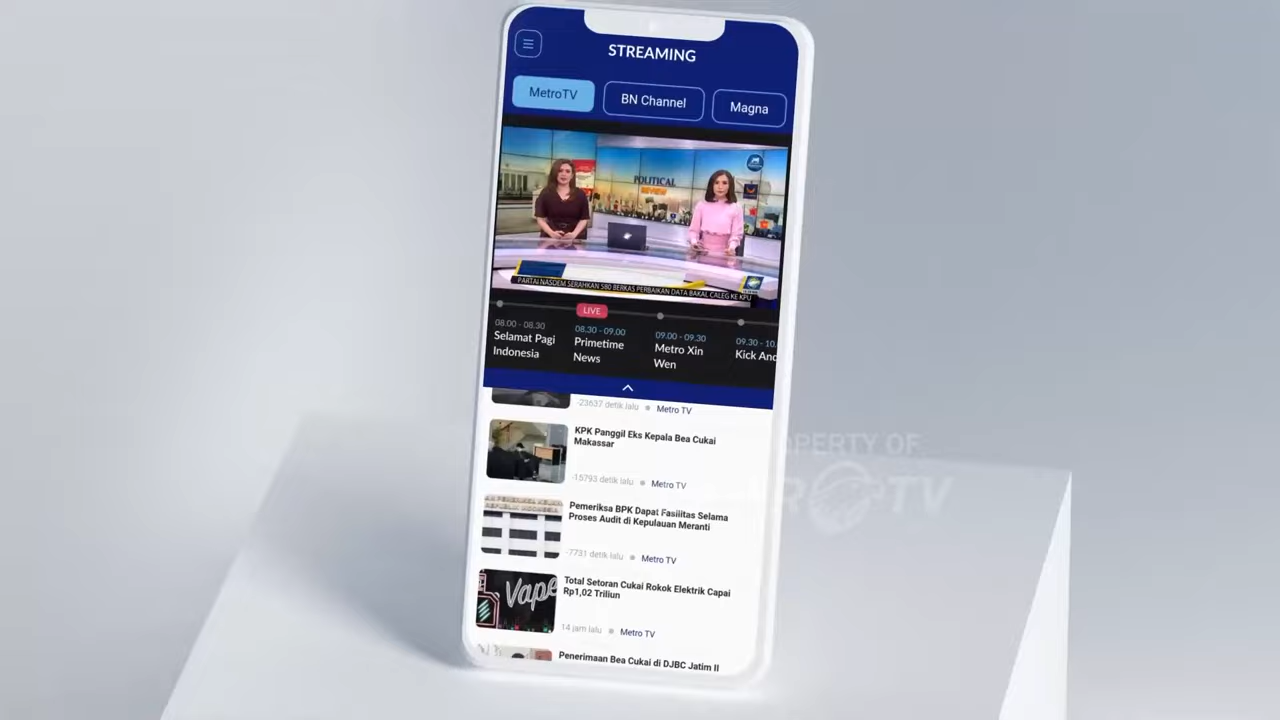 STREAMING
MetroTV
BN Channel
Magna
POLITICAL
REVIEW
PARTAI NASDEM SERAHKAN 580 BERKAS PERBAIKAN DATA BAKAL CALEG KE KPU
LIVE
08.00 - 08.30
Selamat Pagi
Indonesia
08.30 - 09.00
Primetime
News
09.00 - 09.30
Metro Xin
Wen
09.30 - 10.
Kick And
-23637 detik lalu
Metro TV
KPK Panggil Eks Kepala Bea Cukai
Makassar
-15793 detik lalu
Metro TV
Pemeriksa BPK Dapat Fasilitas Selama
Proses Audit di Kepulauan Meranti
-7731 detik lalu
Metro TV
Vape
Total Setoran Cukai Rokok Elektrik Capai
Rp1,02 Triliun
14 jam lalu
Metro TV
Penerimaan Bea Cukai di DJBC Jatim II
OF
TV